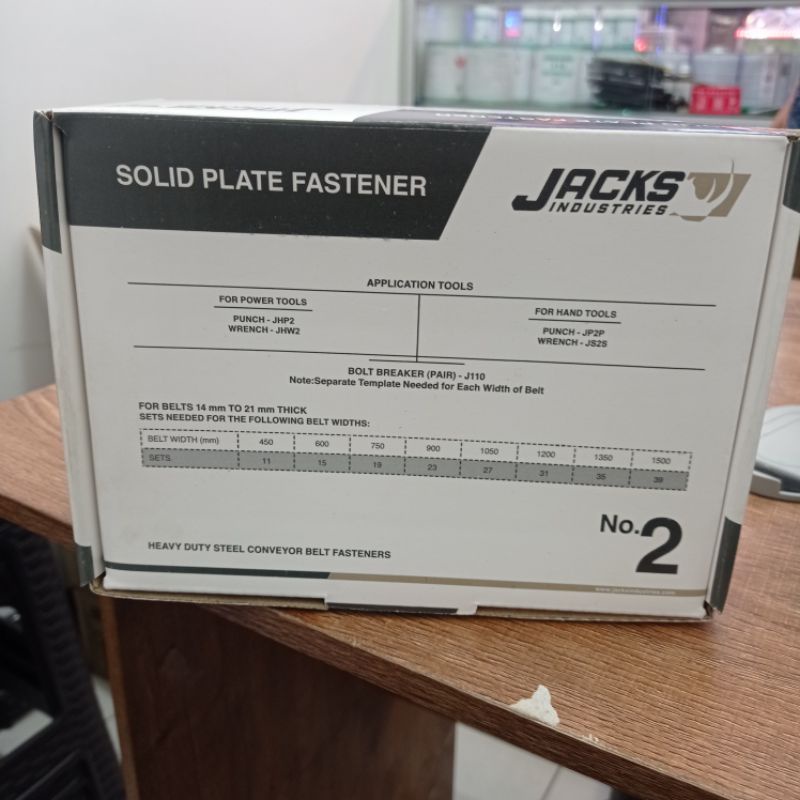 SOLID PLATE FASTENER
JACKS
INDUSTRIES
APPLICATION TOOLS
FOR POWER TOOLS
PUNCH - JHP2
WRENCH - JHW2
FOR HAND TOOLS
PUNCH - JP2P
WRENCH - JS2S
BOLT BREAKER (PAIR) - J110
Note:Separate Template Needed for Each Width of Belt
FOR BELTS 14 mm TO 21 mm THICK
SETS NEEDED FOR THE FOLLOWING BELT WIDTHS:
BELT WIDTH (mm) 450 600 750 900 1050 1200 1350 1500
SETS 11 15 19 23 27 31 35 39
No.2
HEAVY DUTY STEEL CONVEYOR BELT FASTENERS
www.jacksindustries.com